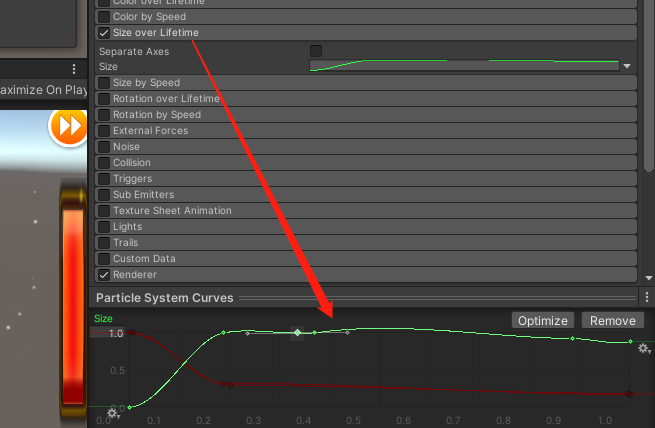 Color over Lifetime
Color by Speed
Size over Lifetime
Separate Axes
Size
Size by Speed
Rotation over Lifetime
Rotation by Speed
External Forces
Noise
Collision
Triggers
Sub Emitters
Texture Sheet Animation
Lights
Trails
Custom Data
Renderer
aximize On Play
Particle System Curves
Size
Optimize
Remove
1.0
0.5
0.0
0.0
0.1
0.2
0.3
0.4
0.5
0.6
0.7
0.8
0.9
1.0